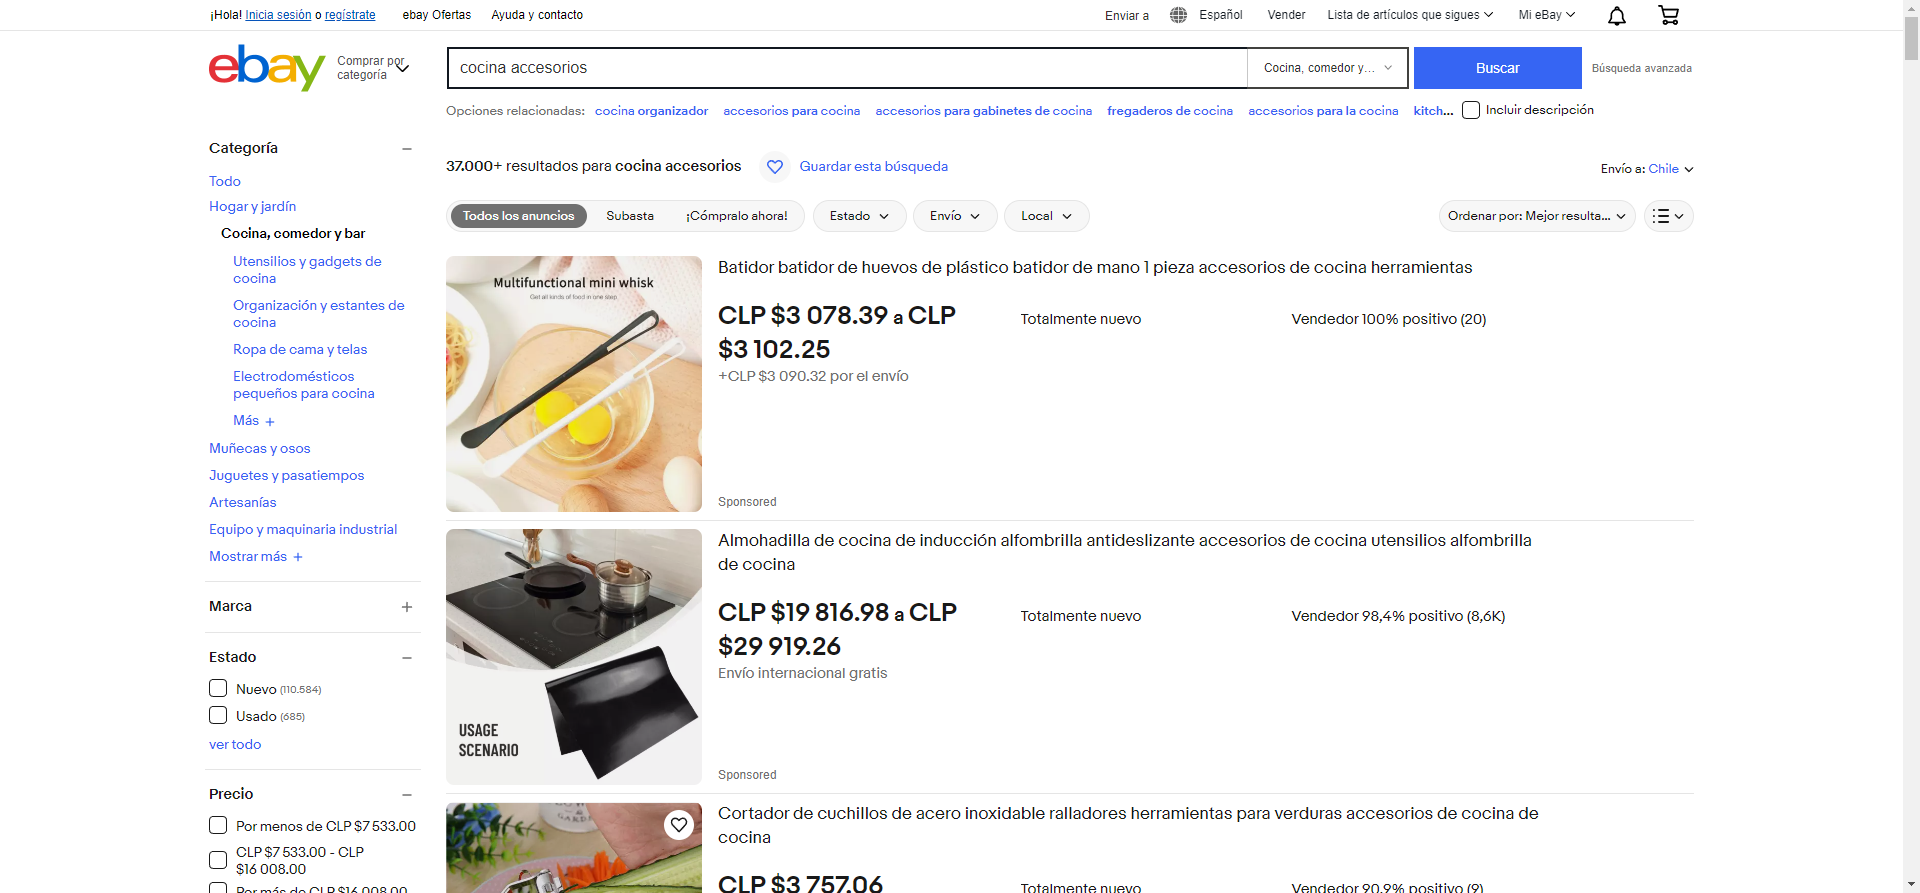 ¡Hola! Inicia sesión o regístrate
ebay Ofertas
Ayuda y contacto
Enviar a
Español
Vender
Lista de artículos que sigues
Mi eBay
ebay
Comprar por
categoría
cocina accesorios
Cocina, comedor y...
Buscar
Búsqueda avanzada
Opciones relacionadas:
cocina organizador
accesorios para cocina
accesorios para gabinetes de cocina
fregaderos de cocina
accesorios para la cocina
kitch...
Incluir descripción
Categoría
Todo
Hogar y jardín
Cocina, comedor y bar
Utensilios y gadgets de
cocina
Organización y estantes de
cocina
Ropa de cama y telas
Electrodomésticos
pequeños para cocina
Más
Muñecas y osos
Juguetes y pasatiempos
Artesanías
Equipo y maquinaria industrial
Mostrar más
Marca
Estado
Nuevo (110.584)
Usado (685)
ver todo
Precio
Por menos de CLP $7 533.00
CLP $7 533.00 - CLP
$16 008.00
Por más de CLP $16 008.00
37.000+ resultados para cocina accesorios
Guardar esta búsqueda
Envío a: Chile
Todos los anuncios
Subasta
¡Cómpralo ahora!
Estado
Envío
Local
Ordenar por: Mejor resulta...
Multifunctional mini whisk
Get all kinds of food in one step
Batidor batidor de huevos de plástico batidor de mano 1 pieza accesorios de cocina herramientas
CLP $3 078.39 a CLP
$3 102.25
+CLP $3 090.32 por el envío
Totalmente nuevo
Vendedor 100% positivo (20)
Sponsored
USAGE
SCENARIO
Almohadilla de cocina de inducción alfombrilla antideslizante accesorios de cocina utensilios alfombrilla
de cocina
CLP $19 816.98 a CLP
$29 919.26
Envío internacional gratis
Totalmente nuevo
Vendedor 98,4% positivo (8,6K)
Sponsored
Cortador de cuchillos de acero inoxidable ralladores herramientas para verduras accesorios de cocina de
cocina
CLP $3 757.06
Totalmente nuevo
Vendedor 90,9% positivo (9)